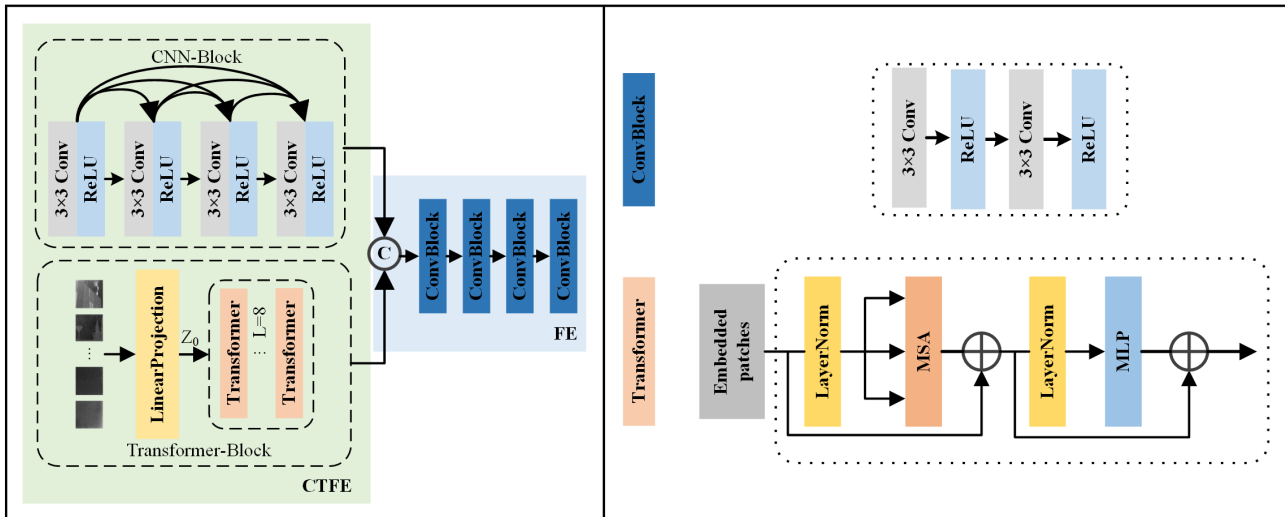 CNN-Block
3×3 Conv
ReLU
3×3 Conv
ReLU
3×3 Conv
ReLU
3×3 Conv
ReLU
...
LinearProjection
Z₀
Transformer
... L=8
Transformer
Transformer-Block
CTFE
C
ConvBlock
ConvBlock
ConvBlock
ConvBlock
FE
ConvBlock
3×3 Conv
ReLU
3×3 Conv
ReLU
Transformer
Embedded
patches
LayerNorm
MSA
LayerNorm
MLP